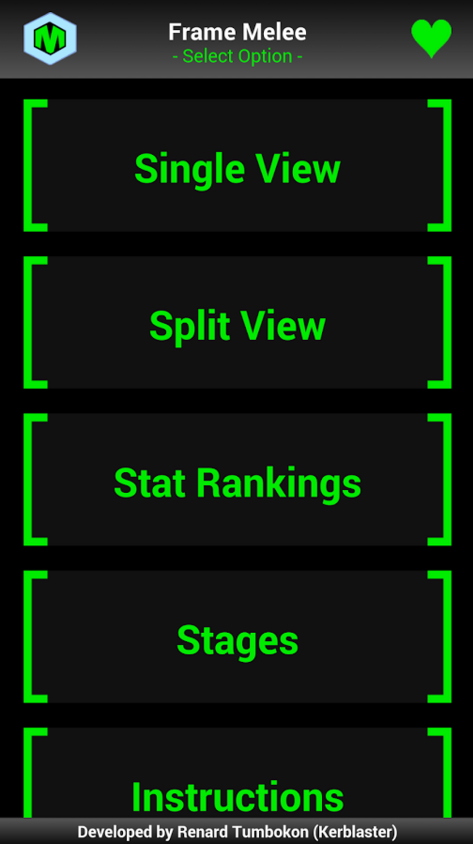 M
Frame Melee
- Select Option -
Single View
Split View
Stat Rankings
Stages
Instructions
Developed by Renard Tumbokon (Kerblaster)